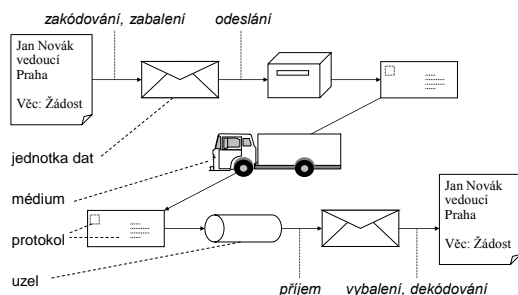 zakódování, zabalení
odeslání
Jan Novák
vedoucí
Praha
Věc: Žádost
jednotka dat
médium
protokol
uzel
příjem
vybalení, dekódování
Jan Novák
vedoucí
Praha
Věc: Žádost